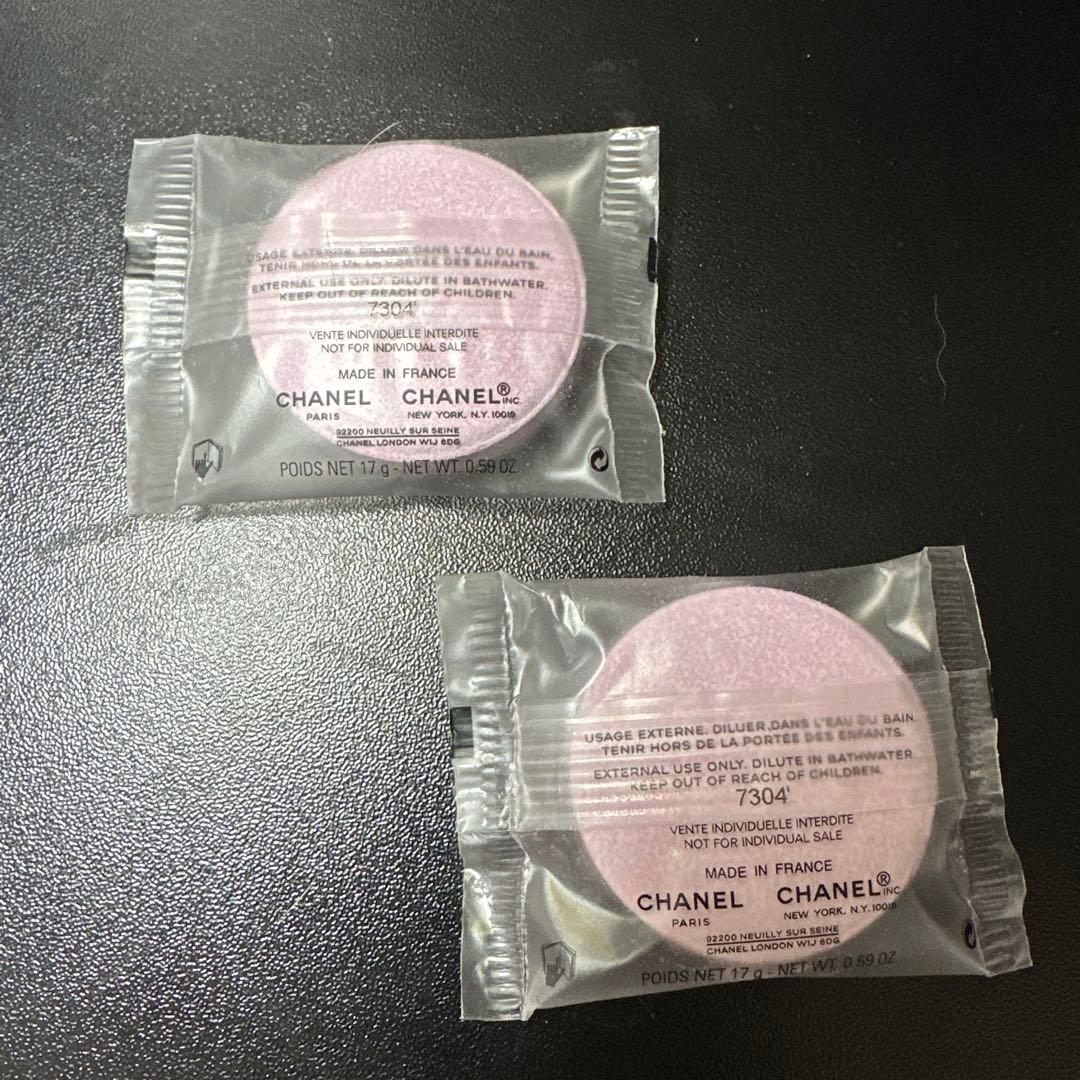 USAGE EXTERNE. DILUER DANS L'EAU DU BAIN.
TENIR HORS DE LA PORTÉE DES ENFANTS.
EXTERNAL USE ONLY. DILUTE IN BATHWATER.
KEEP OUT OF REACH OF CHILDREN.
7304'
VENTE INDIVIDUELLE INTERDITE
NOT FOR INDIVIDUAL SALE
MADE IN FRANCE
CHANEL CHANEL®INC.
PARIS NEW YORK, N.Y. 10019
92200 NEUILLY SUR SEINE
CHANEL LONDON W1J 6DG
POIDS NET 17 g - NET WT. 0.59 OZ.
USAGE EXTERNE. DILUER DANS L'EAU DU BAIN.
TENIR HORS DE LA PORTÉE DES ENFANTS.
EXTERNAL USE ONLY. DILUTE IN BATHWATER.
KEEP OUT OF REACH OF CHILDREN.
7304'
VENTE INDIVIDUELLE INTERDITE
NOT FOR INDIVIDUAL SALE
MADE IN FRANCE
CHANEL CHANEL®INC.
PARIS NEW YORK, N.Y. 10019
92200 NEUILLY SUR SEINE
CHANEL LONDON W1J 6DG
POIDS NET 17 g - NET WT. 0.59 OZ.